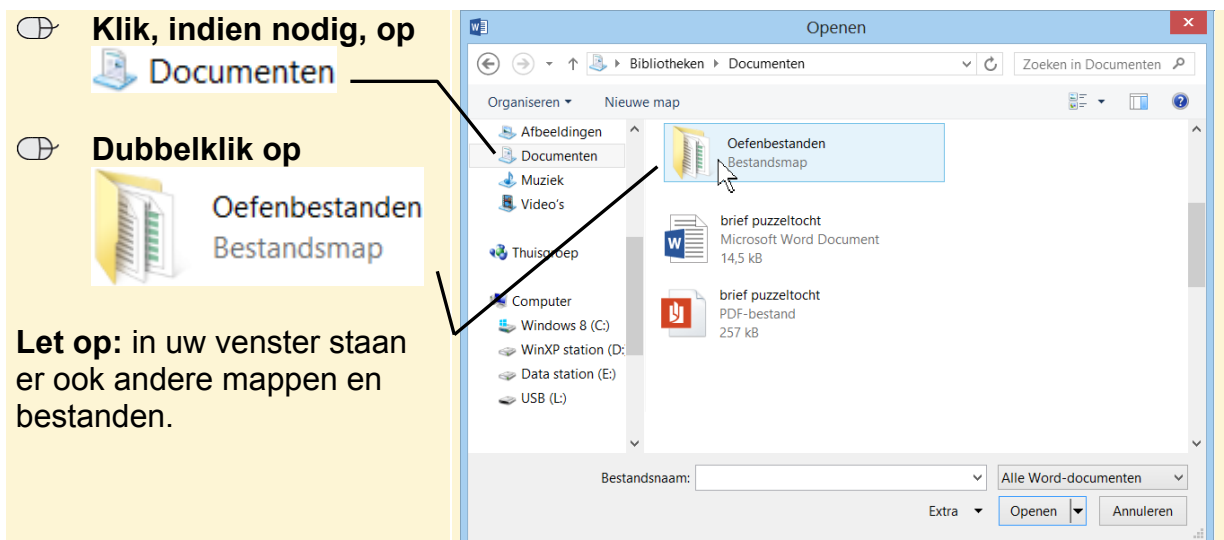 Klik, indien nodig, op
Documenten
Dubbelklik op
Oefenbestanden
Bestandsmap
Let op: in uw venster staan
er ook andere mappen en
bestanden.
Openen
Bibliotheken Documenten
Zoeken in Documenten
Organiseren Nieuwe map
Afbeeldingen
Documenten
Muziek
Video's
Thuisgroep
Computer
Windows 8 (C:)
WinXP station (D:
Data station (E:)
USB (L:)
Oefenbestanden
Bestandsmap
brief puzzeltocht
Microsoft Word Document
14,5 kB
brief puzzeltocht
PDF-bestand
257 kB
Bestandsnaam:
Alle Word-documenten
Extra
Openen
Annuleren